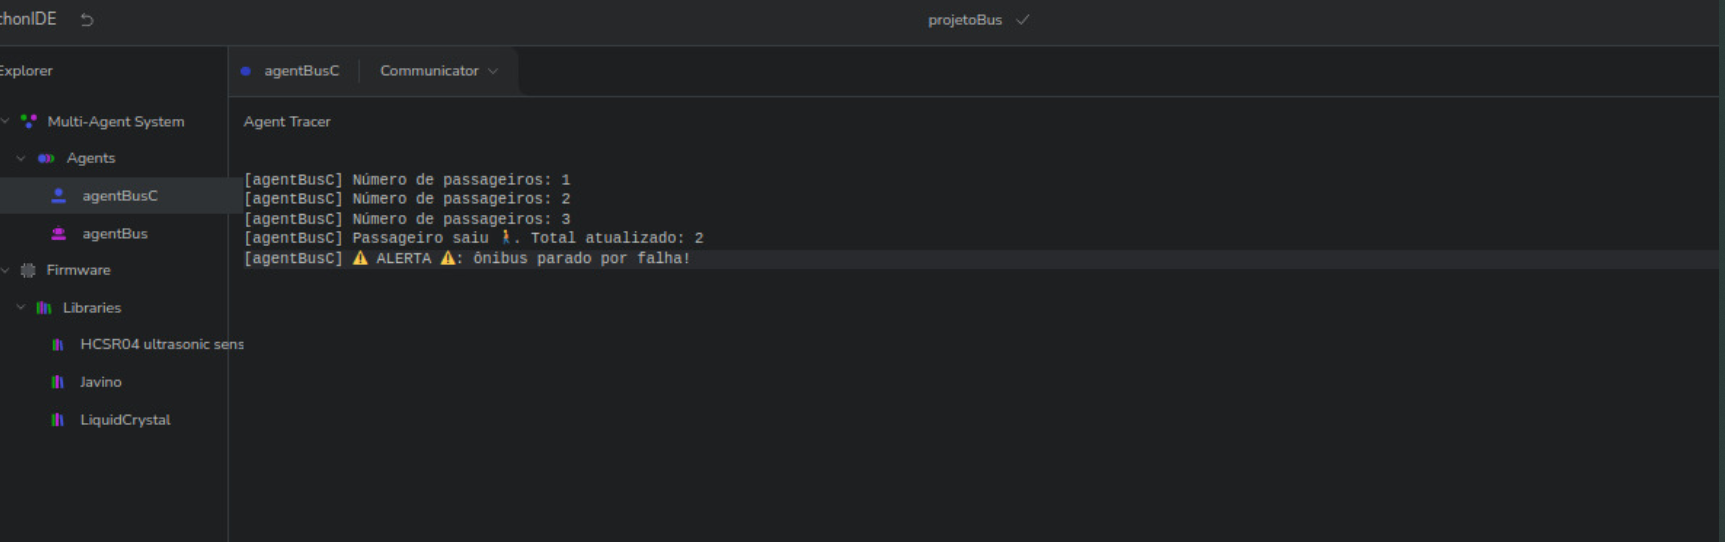 chonIDE
projetoBus
Explorer
agentBusC
Communicator
Multi-Agent System
Agents
agentBusC
agentBus
Firmware
Libraries
HCSR04 ultrasonic sens
Javino
LiquidCrystal
Agent Tracer
[agentBusC] Número de passageiros: 1
[agentBusC] Número de passageiros: 2
[agentBusC] Número de passageiros: 3
[agentBusC] Passageiro saiu 🚶. Total atualizado: 2
[agentBusC] ⚠️ ALERTA ⚠️: ônibus parado por falha!